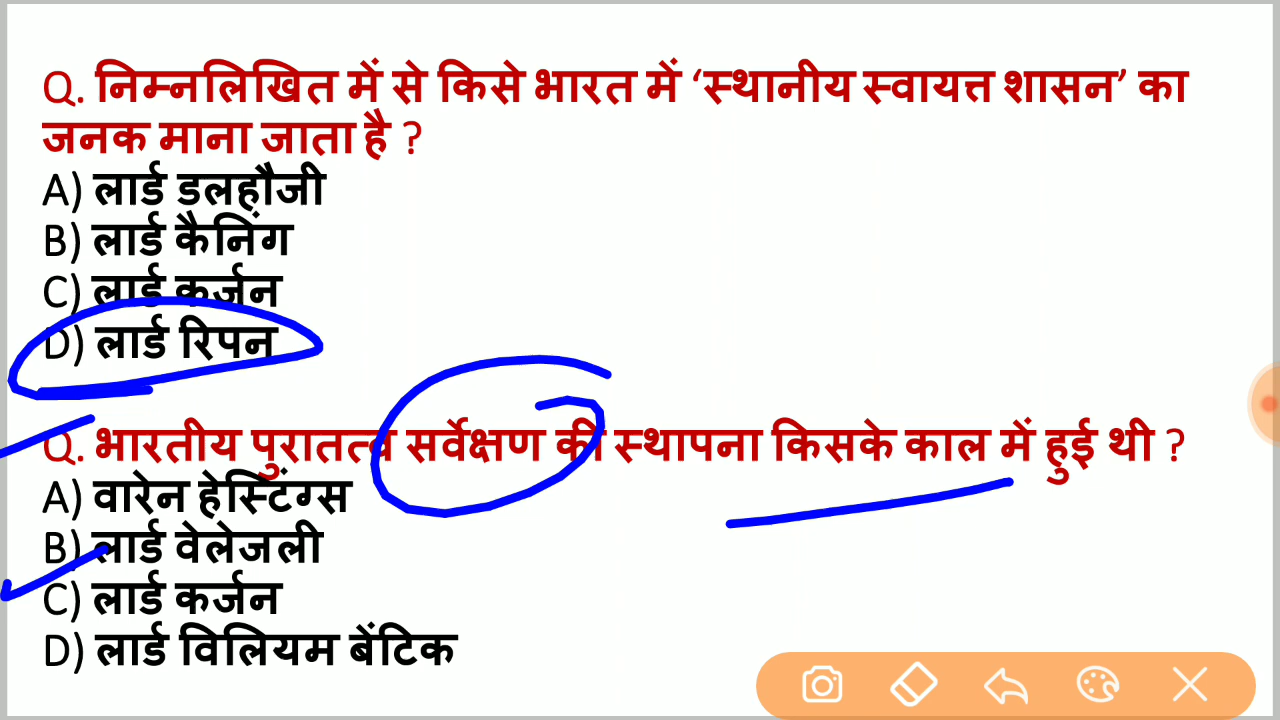 Q. निम्नलिखित में से किसे भारत में ‘स्थानीय स्वायत्त शासन’ का
जनक माना जाता है ?
A) लार्ड डलहौजी
B) लार्ड कैनिंग
C) लार्ड कर्जन
D) लार्ड रिपन
Q. भारतीय पुरातत्व सर्वेक्षण की स्थापना किसके काल में हुई थी ?
A) वारेन हेस्टिंग्स
B) लार्ड वेलेजली
C) लार्ड कर्जन
D) लार्ड विलियम बेंटिक